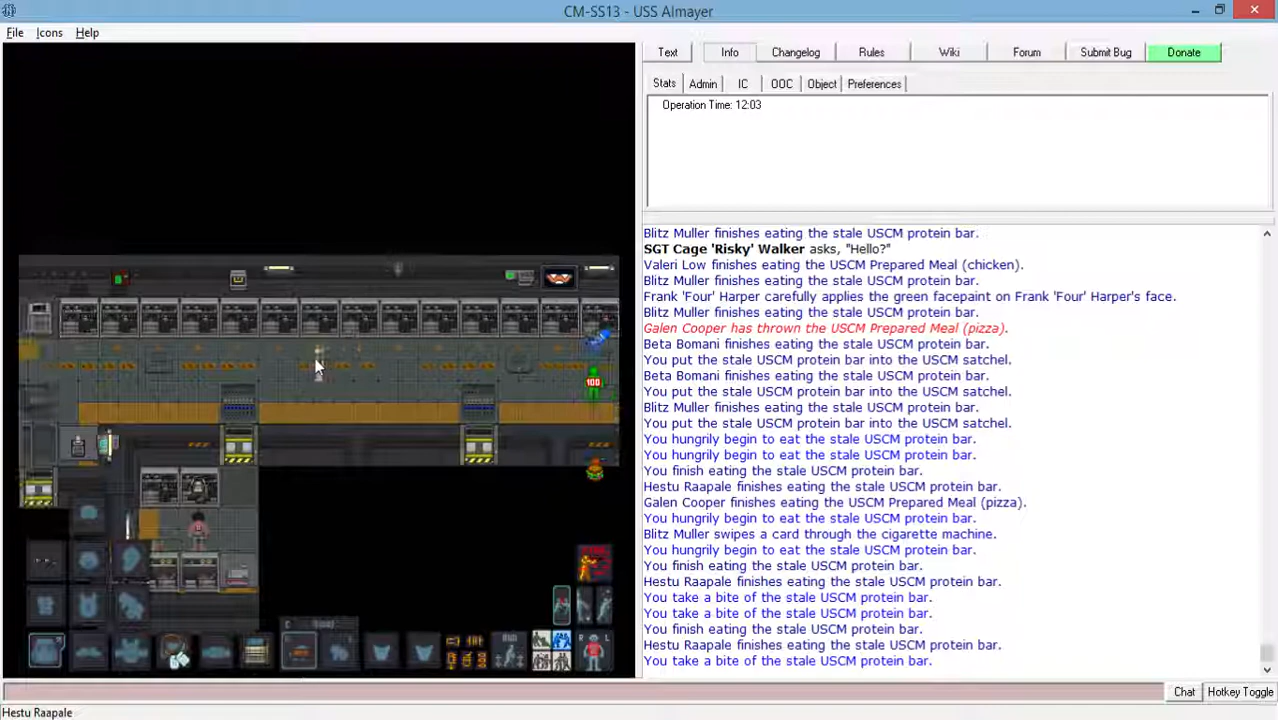 CM-SS13 - USS Almayer
File Icons Help
Text Info Changelog Rules Wiki Forum Submit Bug Donate
Stats Admin IC OOC Object Preferences
Operation Time: 12:03
Blitz Muller finishes eating the stale USCM protein bar.
SGT Cage 'Risky' Walker asks, "Hello?"
Valeri Low finishes eating the USCM Prepared Meal (chicken).
Blitz Muller finishes eating the stale USCM protein bar.
Frank 'Four' Harper carefully applies the green facepaint on Frank 'Four' Harper's face.
Blitz Muller finishes eating the stale USCM protein bar.
Galen Cooper has thrown the USCM Prepared Meal (pizza).
Beta Bomani finishes eating the stale USCM protein bar.
You put the stale USCM protein bar into the satchel.
Beta Bomani finishes eating the stale USCM protein bar.
You put the stale USCM protein bar into the satchel.
Blitz Muller finishes eating the stale USCM protein bar.
You put the stale USCM protein bar into the satchel.
You hungrily begin to eat the stale USCM protein bar.
You hungrily begin to eat the stale USCM protein bar.
You finish eating the stale USCM protein bar.
Hestu Raapale finishes eating the stale USCM protein bar.
Galen Cooper finishes eating the USCM Prepared Meal (pizza).
You hungrily begin to eat the stale USCM protein bar.
Blitz Muller swipes a card through the cigarette machine.
You hungrily begin to eat the stale USCM protein bar.
You finish eating the stale USCM protein bar.
Hestu Raapale finishes eating the stale USCM protein bar.
You take a bite of the stale USCM protein bar.
You take a bite of the stale USCM protein bar.
You finish eating the stale USCM protein bar.
Hestu Raapale finishes eating the stale USCM protein bar.
You take a bite of the stale USCM protein bar.
100
R L
Chat Hotkey Toggle
Hestu Raapale